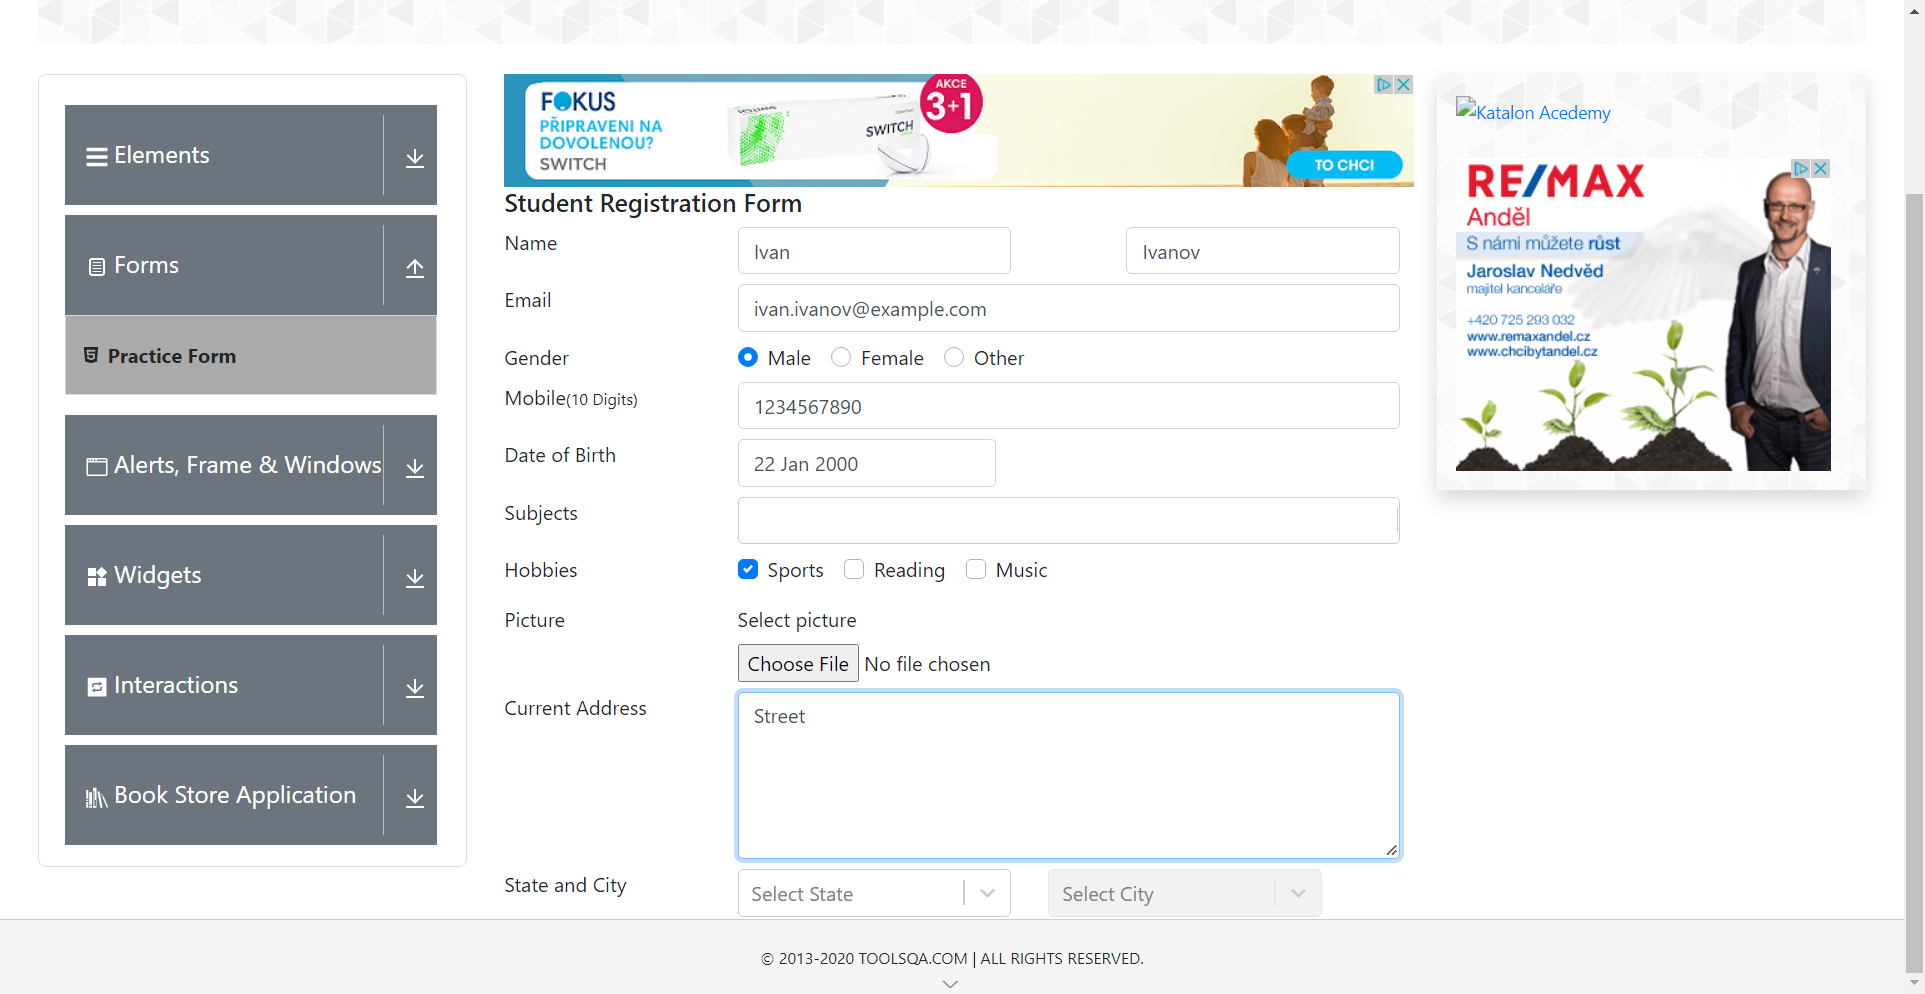 Elements
Forms
Practice Form
Alerts, Frame & Windows
Widgets
Interactions
Book Store Application
FOKUS
PŘIPRAVENI NA
DOVOLENOU?
SWITCH
SWITCH
AKCE
3+1
TO CHCI
Student Registration Form
Name
Ivan
Ivanov
Email
ivan.ivanov@example.com
Gender
Male
Female
Other
Mobile(10 Digits)
1234567890
Date of Birth
22 Jan 2000
Subjects
Hobbies
Sports
Reading
Music
Picture
Select picture
Choose File
No file chosen
Current Address
Street
State and City
Select State
Select City
Katalon Acedemy
RE/MAX
Anděl
S námi můžete růst
Jaroslav Nedvěd
majitel kanceláře
+420 725 293 032
www.remaxandel.cz
www.chcibytandel.cz
© 2013-2020 TOOLSQA.COM | ALL RIGHTS RESERVED.